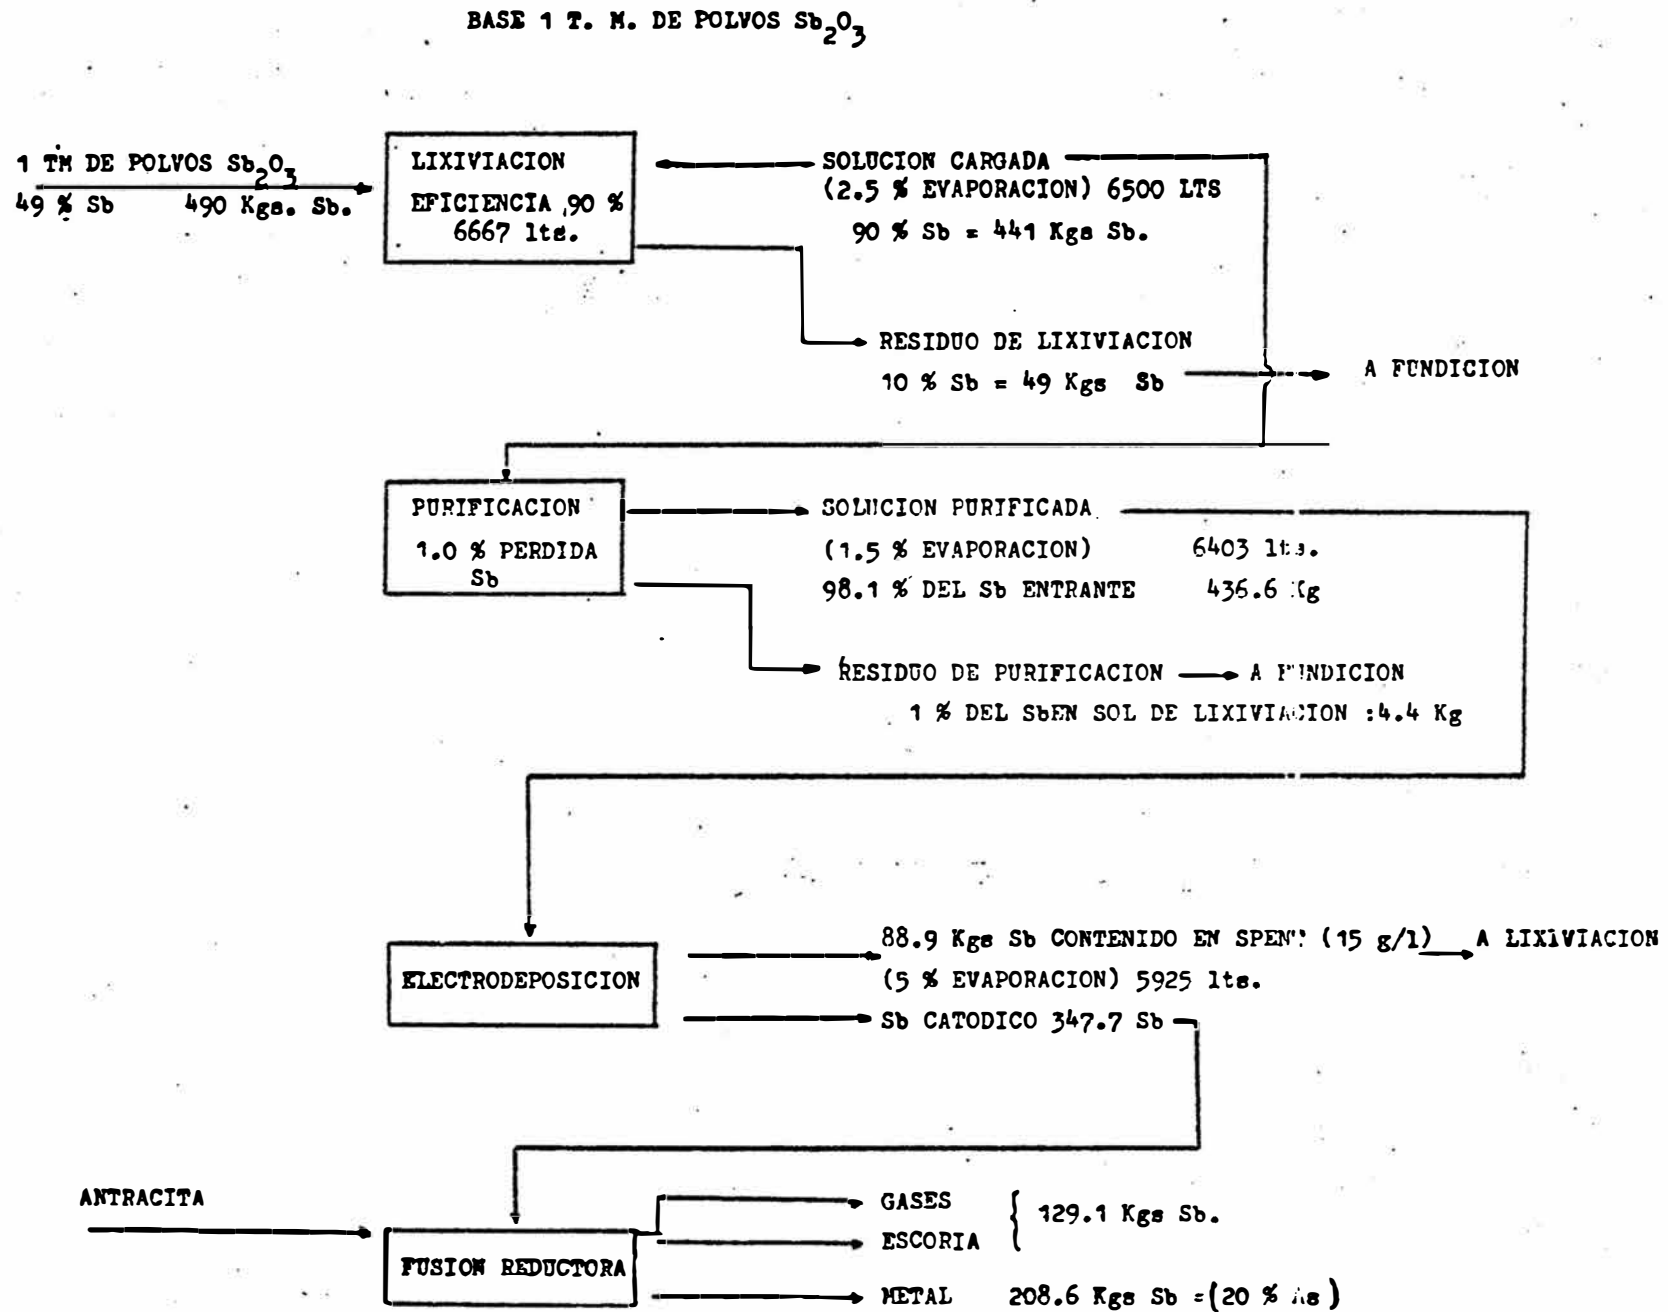 BASE 1 T. M. DE POLVOS Sb2O3
1 TM DE POLVOS Sb2O3
49 % Sb 490 Kgs. Sb.
LIXIVIACION
EFICIENCIA 90 %
6667 lts.
SOLUCION CARGADA
(2.5 % EVAPORACION) 6500 LTS
90 % Sb = 441 Kgs Sb.
RESIDUO DE LIXIVIACION
10 % Sb = 49 Kgs Sb
A FUNDICION
PURIFICACION
1.0 % PERDIDA
Sb
SOLUCION PURIFICADA
(1.5 % EVAPORACION) 6403 lts.
98.1 % DEL Sb ENTRANTE 436.6 Kg
RESIDUO DE PURIFICACION A FUNDICION
1 % DEL SbEN SOL DE LIXIVIACION :4.4 Kg
ELECTRODEPOSICION
88.9 Kgs Sb CONTENIDO EN SPENT (15 g/l) A LIXIVIACION
(5 % EVAPORACION) 5925 lts.
Sb CATODICO 347.7 Sb
ANTRACITA
FUSION REDUCTORA
GASES
ESCORIA
129.1 Kgs Sb.
METAL 208.6 Kgs Sb =(20 % As)